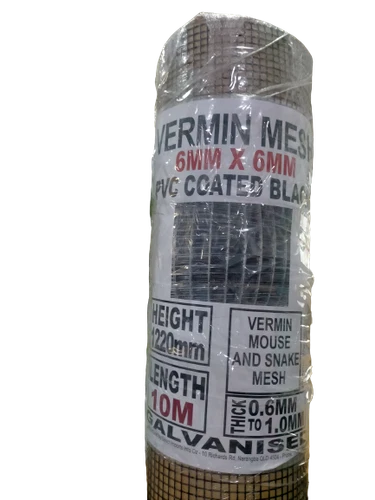 VERMIN MESH
6MM X 6MM
PVC COATED BLAC
HEIGHT
1220mm
LENGTH
10M
VERMIN
MOUSE
AND SNAKE
MESH
THICK 0.6MM
TO 1.0MM
GALVANISED